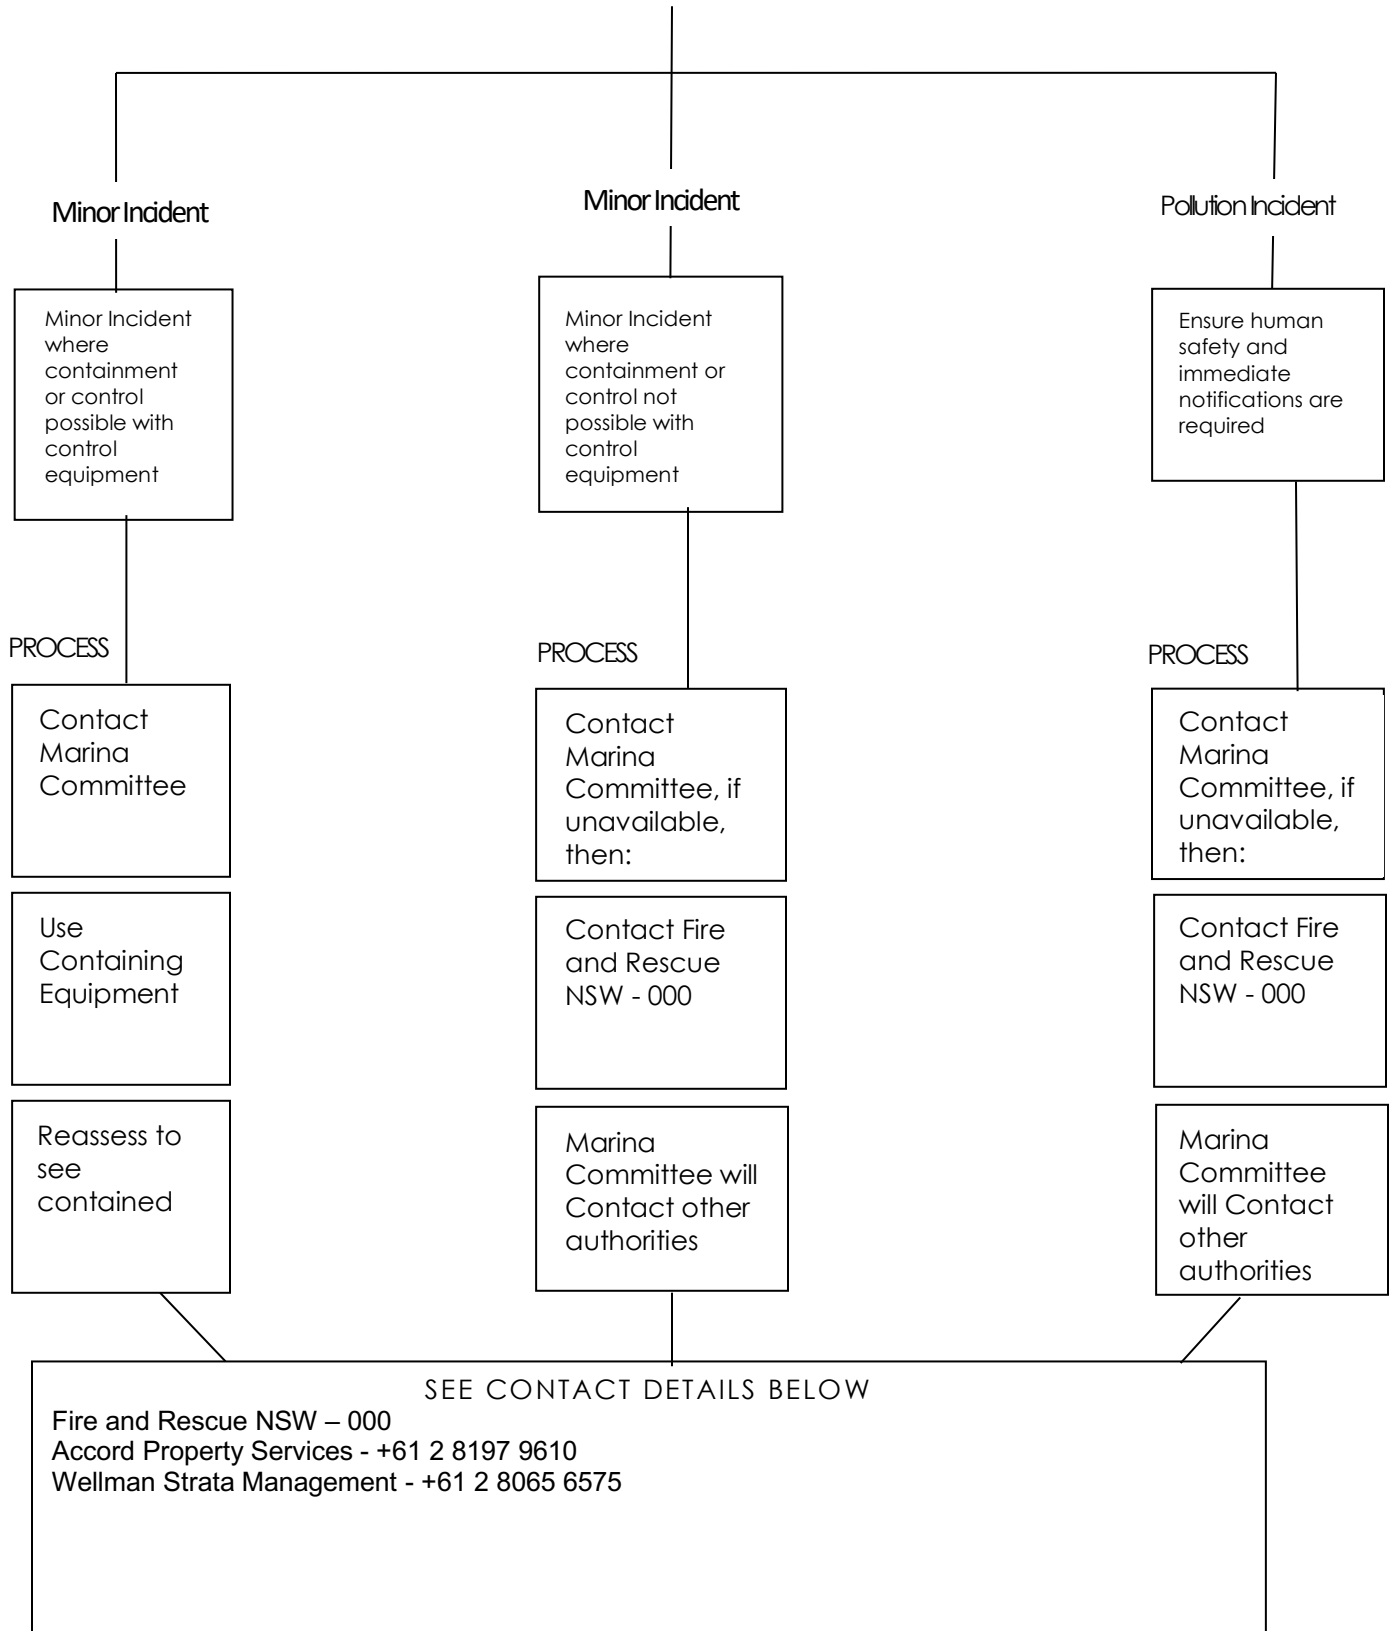 Minor Incident
Minor Incident
where
containment
or control
possible with
control
equipment
PROCESS
Contact
Marina
Committee
Use
Containing
Equipment
Reassess to
see
contained
Minor Incident
Minor Incident
where
containment or
control not
possible with
control
equipment
PROCESS
Contact
Marina
Committee, if
unavailable,
then:
Contact Fire
and Rescue
NSW - 000
Marina
Committee will
Contact other
authorities
Pollution Incident
Ensure human
safety and
immediate
notifications are
required
PROCESS
Contact
Marina
Committee, if
unavailable,
then:
Contact Fire
and Rescue
NSW - 000
Marina
Committee
will Contact
other
authorities
SEE CONTACT DETAILS BELOW
Fire and Rescue NSW – 000
Accord Property Services - +61 2 8197 9610
Wellman Strata Management - +61 2 8065 6575